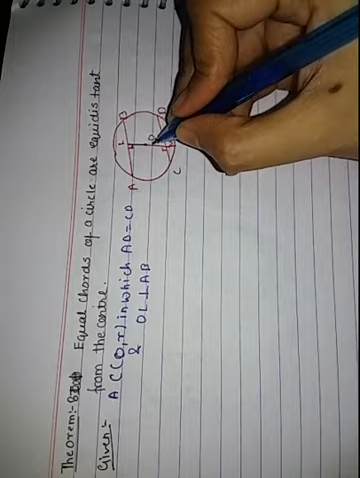 Theorem:- Equal chords of a circle are equidistant
from the centre.
Given:- A C(O,r) in which AB=CD
& OL⊥AB
A
B
C
D
L
O